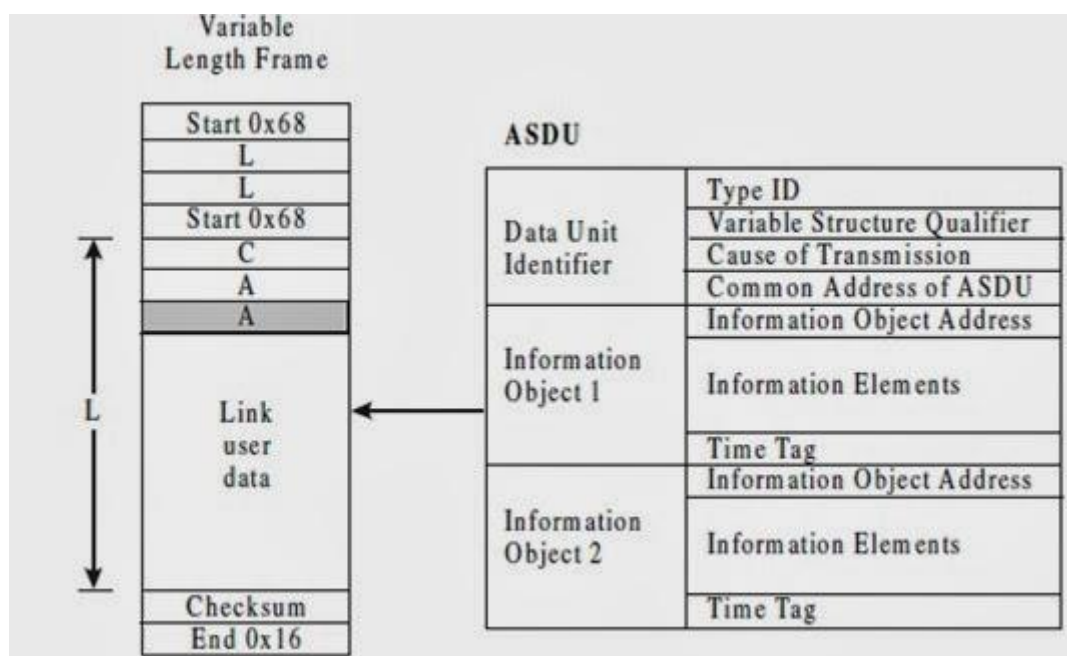 Variable
Length Frame
Start 0x68
L
L
Start 0x68
C
A
A
L
Link
user
data
Checksum
End 0x16
ASDU
Data Unit
Identifier
Type ID
Variable Structure Qualifier
Cause of Transmission
Common Address of ASDU
Information
Object 1
Information Object Address
Information Elements
Time Tag
Information
Object 2
Information Object Address
Information Elements
Time Tag